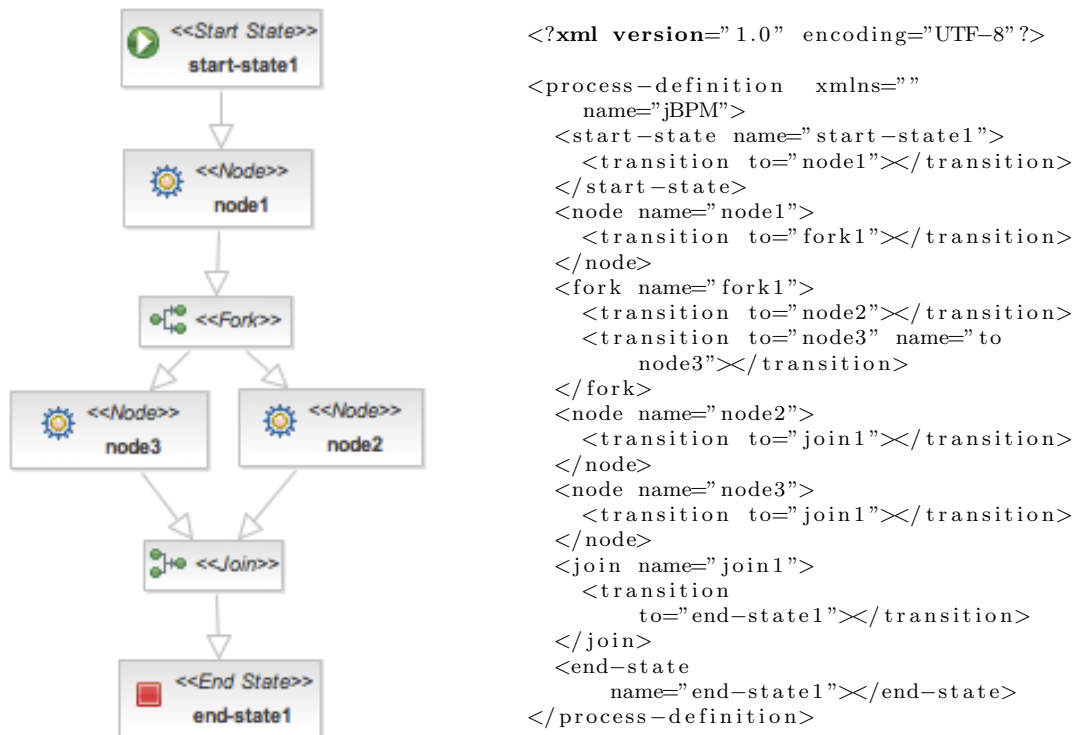 <<Start State>>
start-state1
<<Node>>
node1
<<Fork>>
<<Node>>
node3
<<Node>>
node2
<<Join>>
<<End State>>
end-state1
<?xml version="1.0" encoding="UTF-8"?>
<process-definition xmlns=""
name="jBPM">
<start-state name="start-state1">
<transition to="node1"></transition>
</start-state>
<node name="node1">
<transition to="fork1"></transition>
</node>
<fork name="fork1">
<transition to="node2"></transition>
<transition to="node3" name="to
node3"></transition>
</fork>
<node name="node2">
<transition to="join1"></transition>
</node>
<node name="node3">
<transition to="join1"></transition>
</node>
<join name="join1">
<transition
to="end-state1"></transition>
</join>
<end-state
name="end-state1"></end-state>
</process-definition>